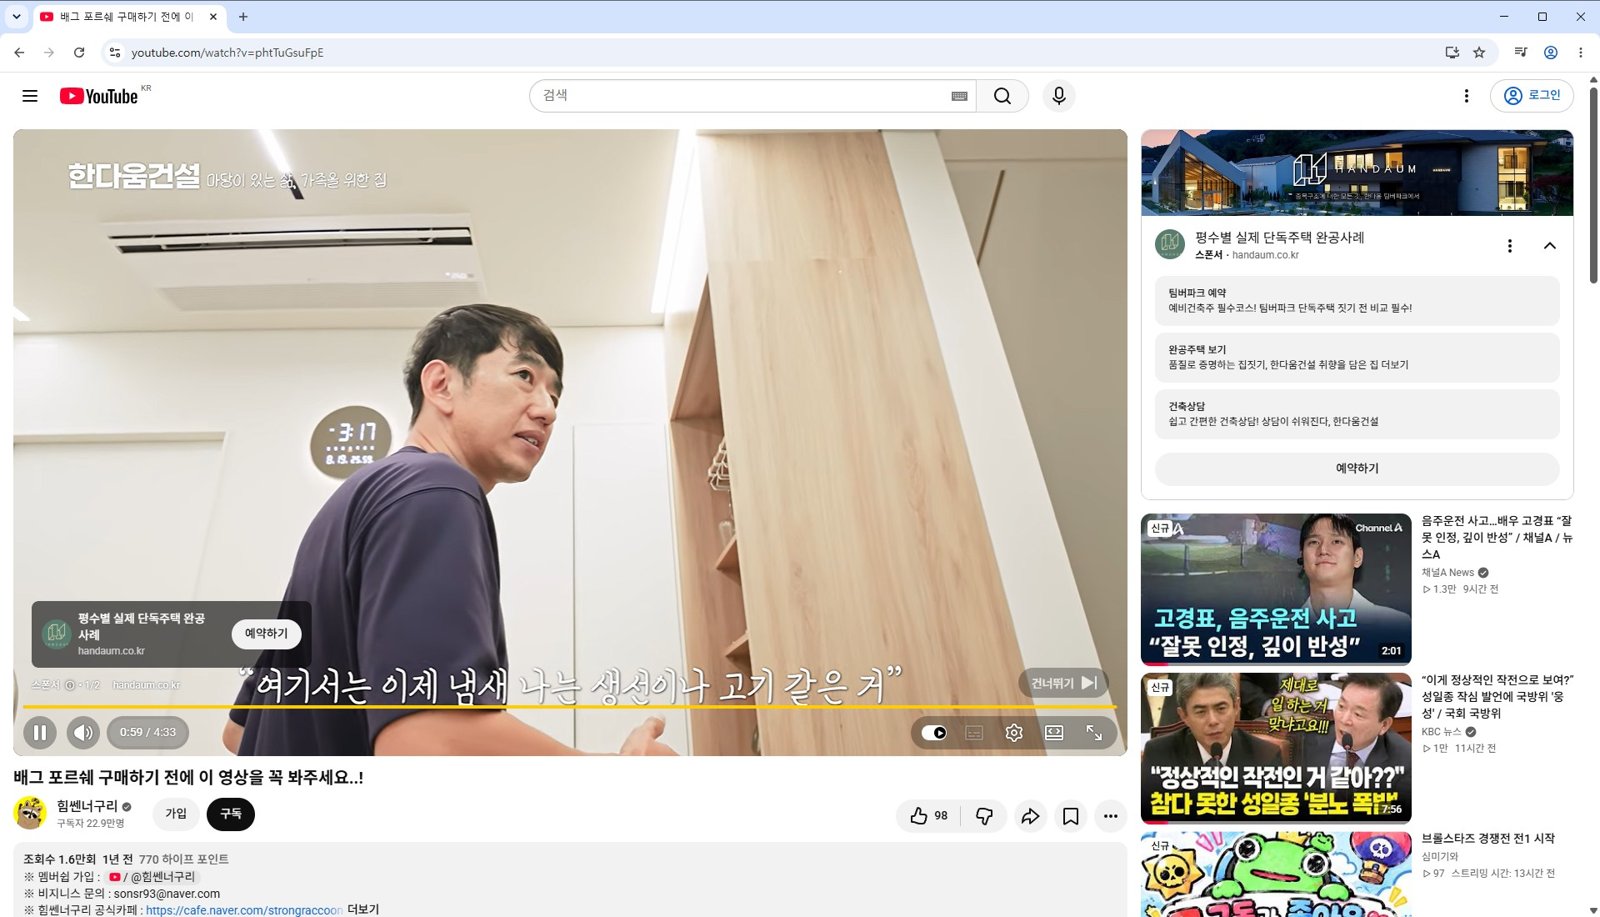 배그 포르쉐 구매하기 전에 이
youtube.com/watch?v=phtTuGsuFpE
YouTube KR
검색
로그인
한다움건설 마당이 있는 삶, 가족을 위한 집
3:17
평수별 실제 단독주택 완공
사례
handaum.co.kr
예약하기
스폰서 · 1/2 handaum.co.kr
“여기서는 이제 냄새 나는 생선이나 고기 같은 거”
건너뛰기
0:59 / 4:33
배그 포르쉐 구매하기 전에 이 영상을 꼭 봐주세요..!
힘쎈너구리
구독자 22.9만명
가입
구독
98
조회수 1.6만회 1년 전 770 하이프 포인트
※ 멤버쉽 가입 : / @힘쎈너구리
※ 비지니스 문의 : sonsr93@naver.com
※ 힘쎈너구리 공식카페 : https://cafe.naver.com/strongraccoon 더보기
HANDAUM
평수별 실제 단독주택 완공사례
스폰서 · handaum.co.kr
팀버파크 예약
예비건축주 필수코스! 팀버파크 단독주택 짓기 전 비교 필수!
완공주택 보기
품질로 증명하는 집짓기, 한다움건설 취향을 담은 집 더보기
건축상담
쉽고 간편한 건축상담! 상담이 쉬워진다, 한다움건설
예약하기
신규
Channel A
고경표, 음주운전 사고
“잘못 인정, 깊이 반성”
2:01
음주운전 사고…배우 고경표 “잘
못 인정, 깊이 반성” / 채널A / 뉴
스A
채널A News
1.3만 9시간 전
신규
제대로
일 하는 거
맞냐고요!!!
“정상적인 작전인 거 같아??”
참다 못한 성일종 '분노 폭발'
7:56
“이게 정상적인 작전으로 보여?”
성일종 작심 발언에 국방위 '웅
성' / 국회 국방위
KBC 뉴스
1만 11시간 전
신규
브롤스타즈 경쟁전 전1 시작
심미기와
97 스트리밍 시간: 13시간 전